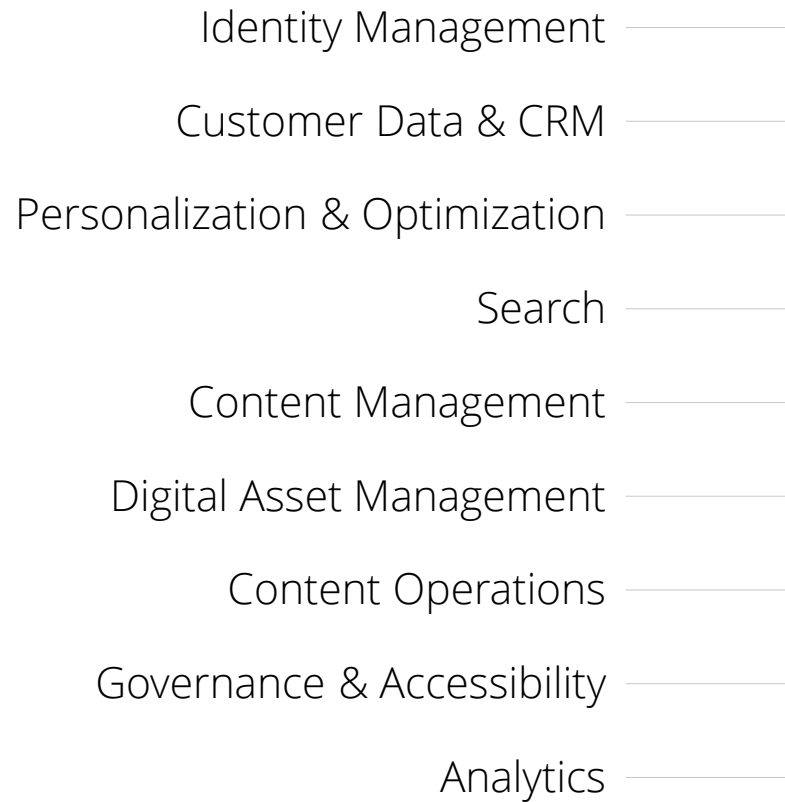 Identity Management
Customer Data & CRM
Personalization & Optimization
Search
Content Management
Digital Asset Management
Content Operations
Governance & Accessibility
Analytics